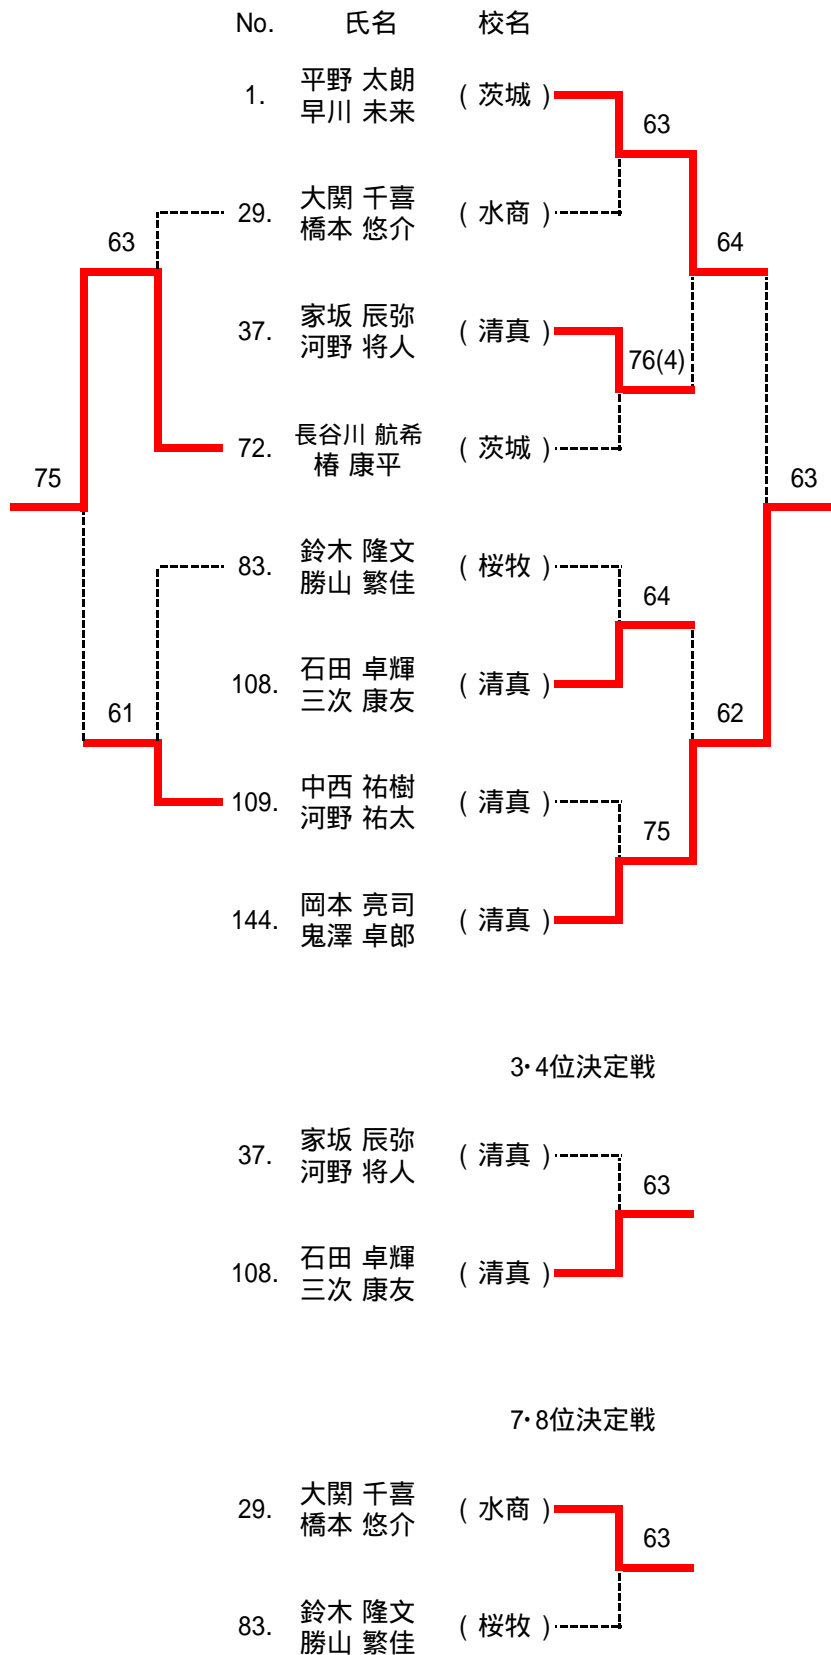 No. 氏名 校名
1. 平野 太朗 ( 茨城 )
早川 未来
63
29. 大関 千喜 ( 水商 )
橋本 悠介
63
64
37. 家坂 辰弥 ( 清真 )
河野 将人
76(4)
72. 長谷川 航希 ( 茨城 )
椿 康平
75
63
83. 鈴木 隆文 ( 桜牧 )
勝山 繁佳
64
108. 石田 卓輝 ( 清真 )
三次 康友
61
62
109. 中西 祐樹 ( 清真 )
河野 祐太
75
144. 岡本 亮司 ( 清真 )
鬼澤 卓郎
3・4位決定戦
37. 家坂 辰弥 ( 清真 )
河野 将人
63
108. 石田 卓輝 ( 清真 )
三次 康友
7・8位決定戦
29. 大関 千喜 ( 水商 )
橋本 悠介
63
83. 鈴木 隆文 ( 桜牧 )
勝山 繁佳